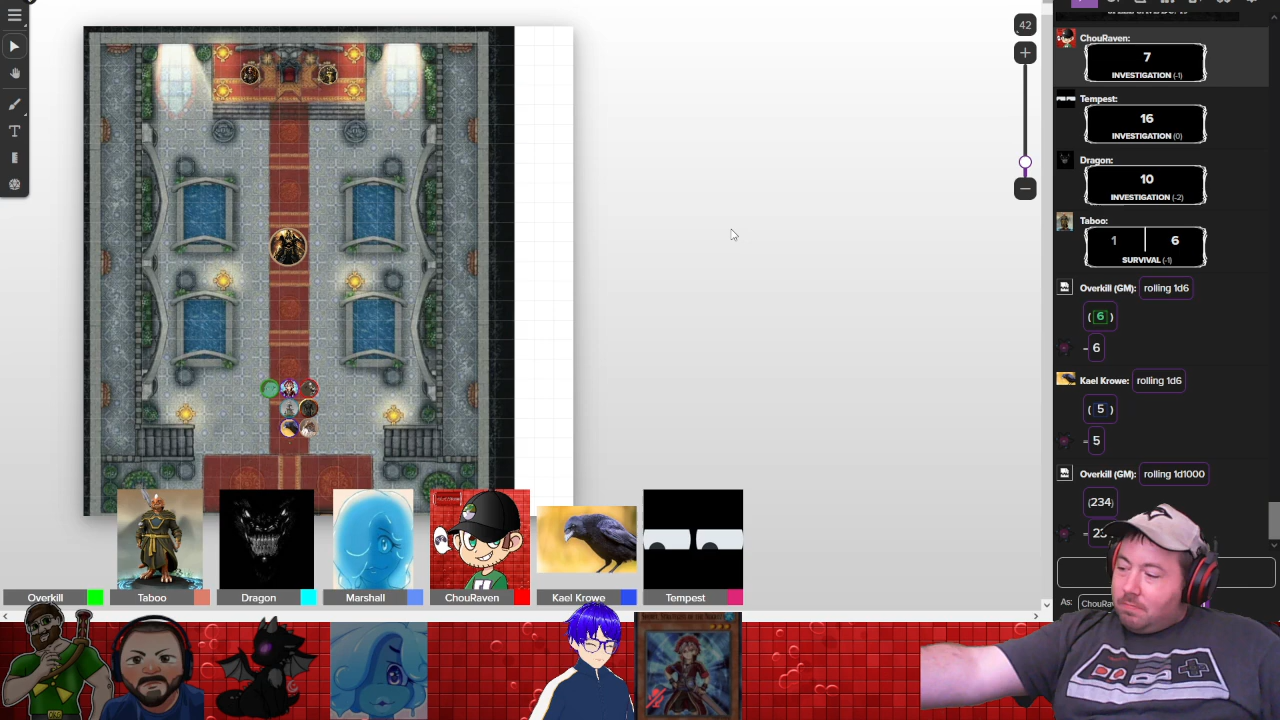 42
ChouRaven:
7
INVESTIGATION (-1)
Tempest:
16
INVESTIGATION (0)
Dragon:
10
INVESTIGATION (-2)
Taboo:
1 6
SURVIVAL (-1)
Overkill (GM): rolling 1d6
(6)
=6
Kael Krowe: rolling 1d6
(5)
=5
Overkill (GM): rolling 1d1000
(234)
As: ChouRav
Overkill
Taboo
Dragon
Marshall
ChouRaven
Kael Krowe
Tempest